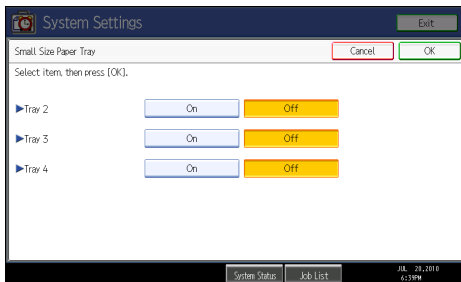 System Settings
Exit
Small Size Paper Tray
Cancel
OK
Select item, then press [OK].
►Tray 2
On
Off
►Tray 3
On
Off
►Tray 4
On
Off
System Status
Job List
JUL 20,2010
6:39PM